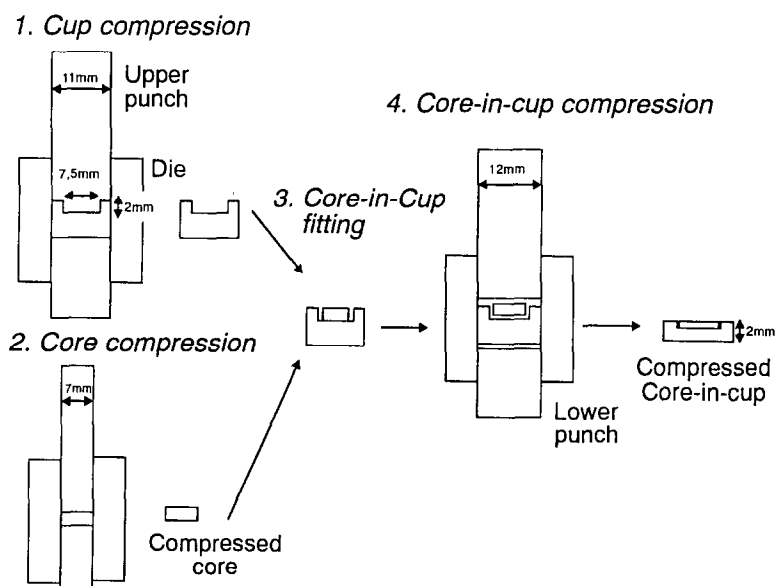 1. Cup compression
11mm
Upper
punch
7,5mm
Die
2mm
2. Core compression
7mm
Compressed
core
3. Core-in-Cup
fitting
4. Core-in-cup compression
12mm
Lower
punch
2mm
Compressed
Core-in-cup